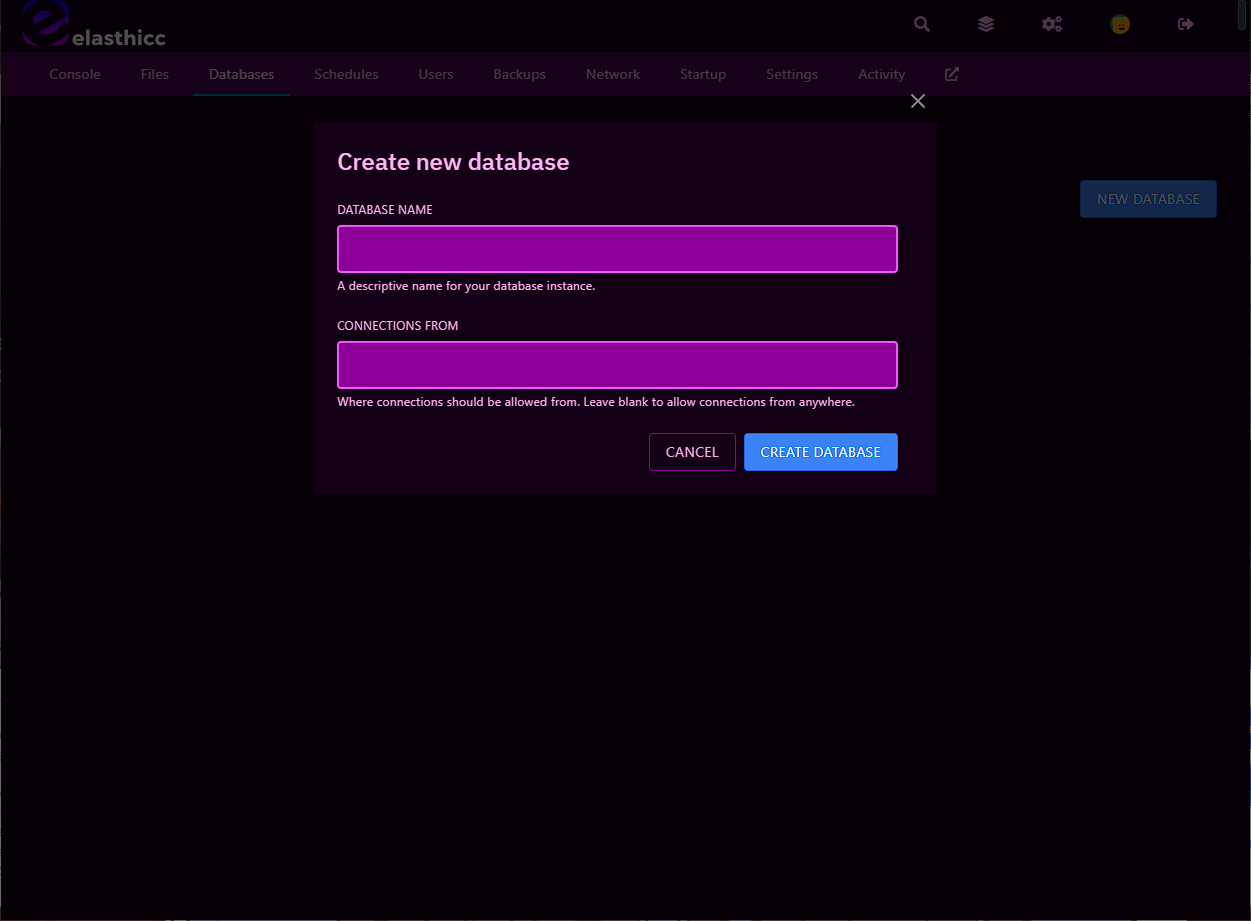 elasthicc
Console Files Databases Schedules Users Backups Network Startup Settings Activity
Create new database
DATABASE NAME
NEW DATABASE
A descriptive name for your database instance.
CONNECTIONS FROM
Where connections should be allowed from. Leave blank to allow connections from anywhere.
CANCEL CREATE DATABASE